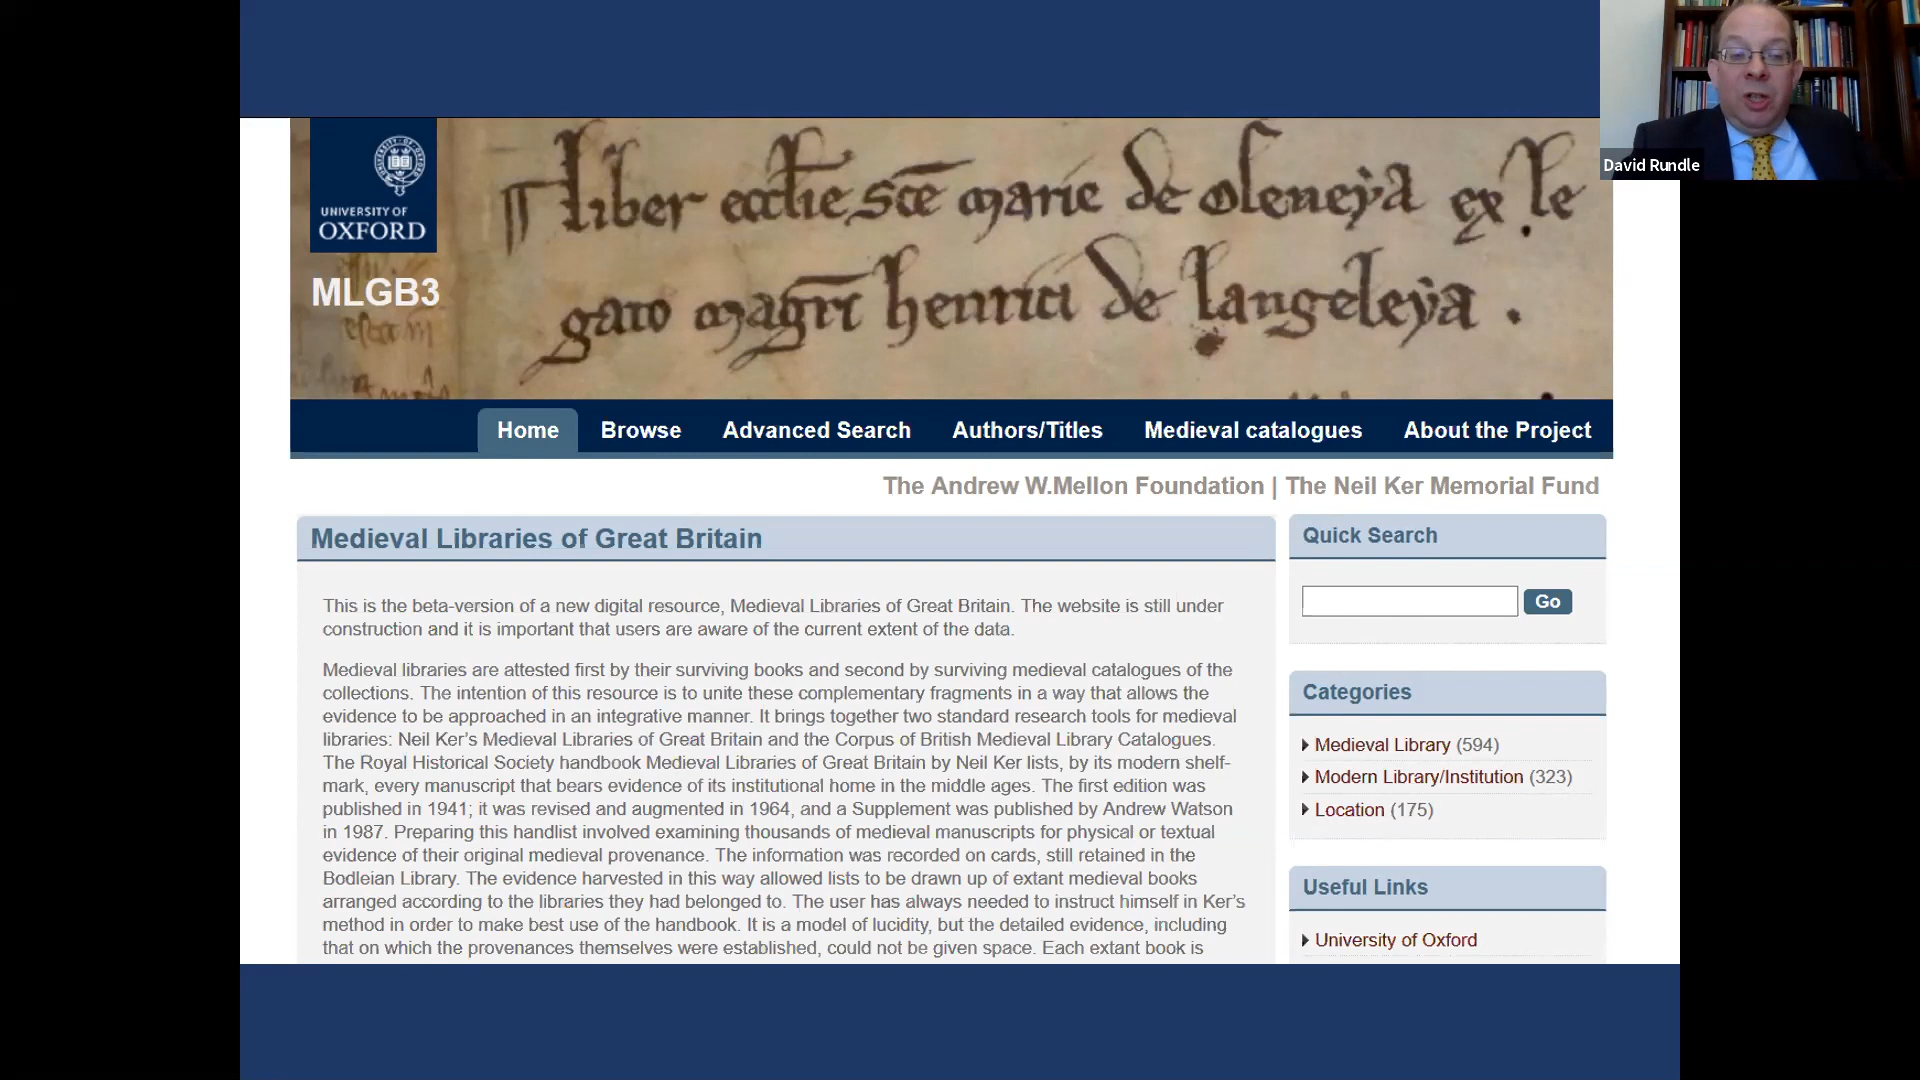 David Rundle
UNIVERSITY OF
OXFORD
MLGB3
liber ecclie sce marie de oleneya ex le
gato magri henrici de langeleya .
Home Browse Advanced Search Authors/Titles Medieval catalogues About the Project
The Andrew W.Mellon Foundation | The Neil Ker Memorial Fund
Medieval Libraries of Great Britain
This is the beta-version of a new digital resource, Medieval Libraries of Great Britain. The website is still under
construction and it is important that users are aware of the current extent of the data.
Medieval libraries are attested first by their surviving books and second by surviving medieval catalogues of the
collections. The intention of this resource is to unite these complementary fragments in a way that allows the
evidence to be approached in an integrative manner. It brings together two standard research tools for medieval
libraries: Neil Ker’s Medieval Libraries of Great Britain and the Corpus of British Medieval Library Catalogues.
The Royal Historical Society handbook Medieval Libraries of Great Britain by Neil Ker lists, by its modern shelf-
mark, every manuscript that bears evidence of its institutional home in the middle ages. The first edition was
published in 1941; it was revised and augmented in 1964, and a Supplement was published by Andrew Watson
in 1987. Preparing this handlist involved examining thousands of medieval manuscripts for physical or textual
evidence of their original medieval provenance. The information was recorded on cards, still retained in the
Bodleian Library. The evidence harvested in this way allowed lists to be drawn up of extant medieval books
arranged according to the libraries they had belonged to. The user has always needed to instruct himself in Ker’s
method in order to make best use of the handbook. It is a model of lucidity, but the detailed evidence, including
that on which the provenances themselves were established, could not be given space. Each extant book is
Quick Search
Go
Categories
Medieval Library (594)
Modern Library/Institution (323)
Location (175)
Useful Links
University of Oxford